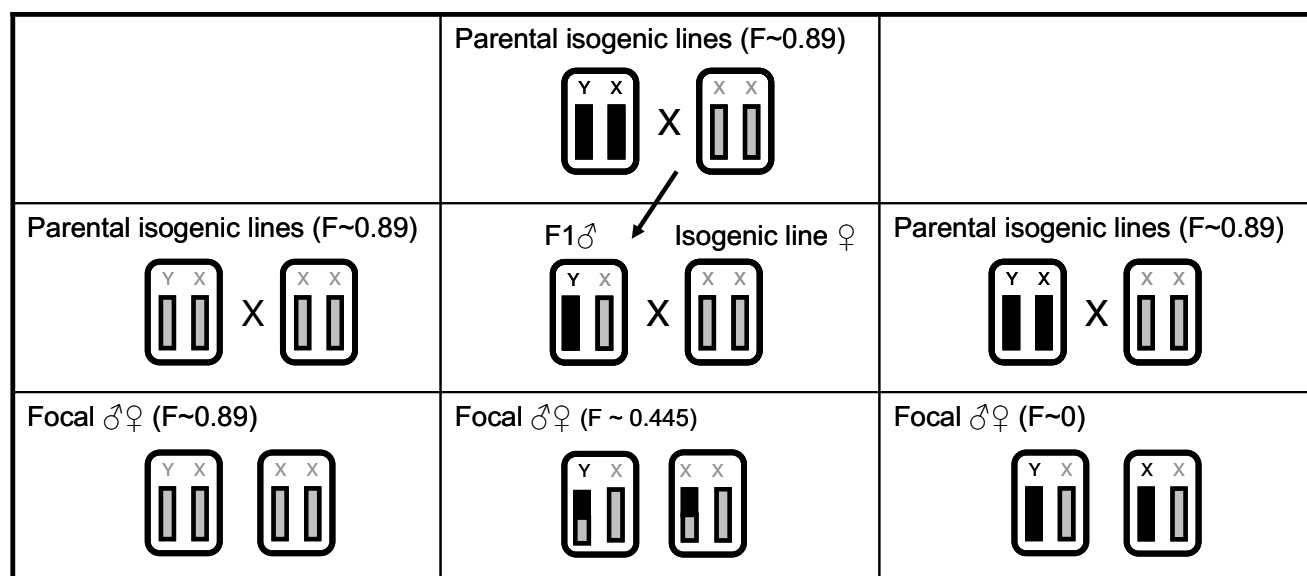 Parental isogenic lines (F~0.89)
Y X X X X
Parental isogenic lines (F~0.89)
Y X X X X
F1♂ Isogenic line ♀
Y X X X X
Parental isogenic lines (F~0.89)
Y X X X X
Focal ♂♀ (F~0.89)
Y X X X
Focal ♂♀ (F ~ 0.445)
Y X X X
Focal ♂♀ (F~0)
Y X X X